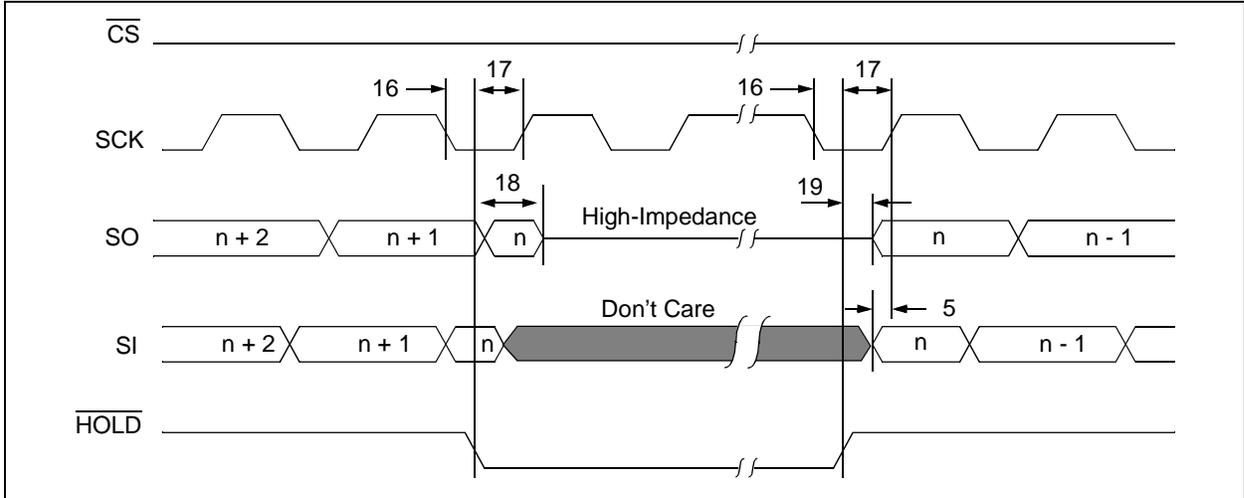 CS
17 17
16 16
SCK
18 19
High-Impedance
SO n + 2 n + 1 n n n - 1
Don't Care 5
SI n + 2 n + 1 n n n - 1
HOLD